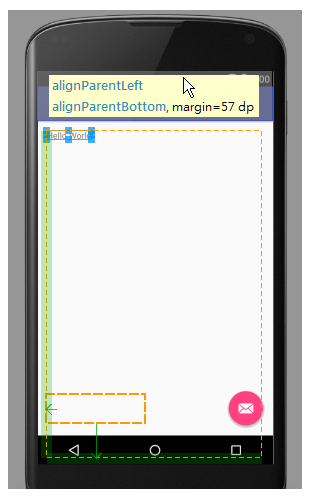 alignParentLeft
alignParentBottom, margin=57 dp
Hello World